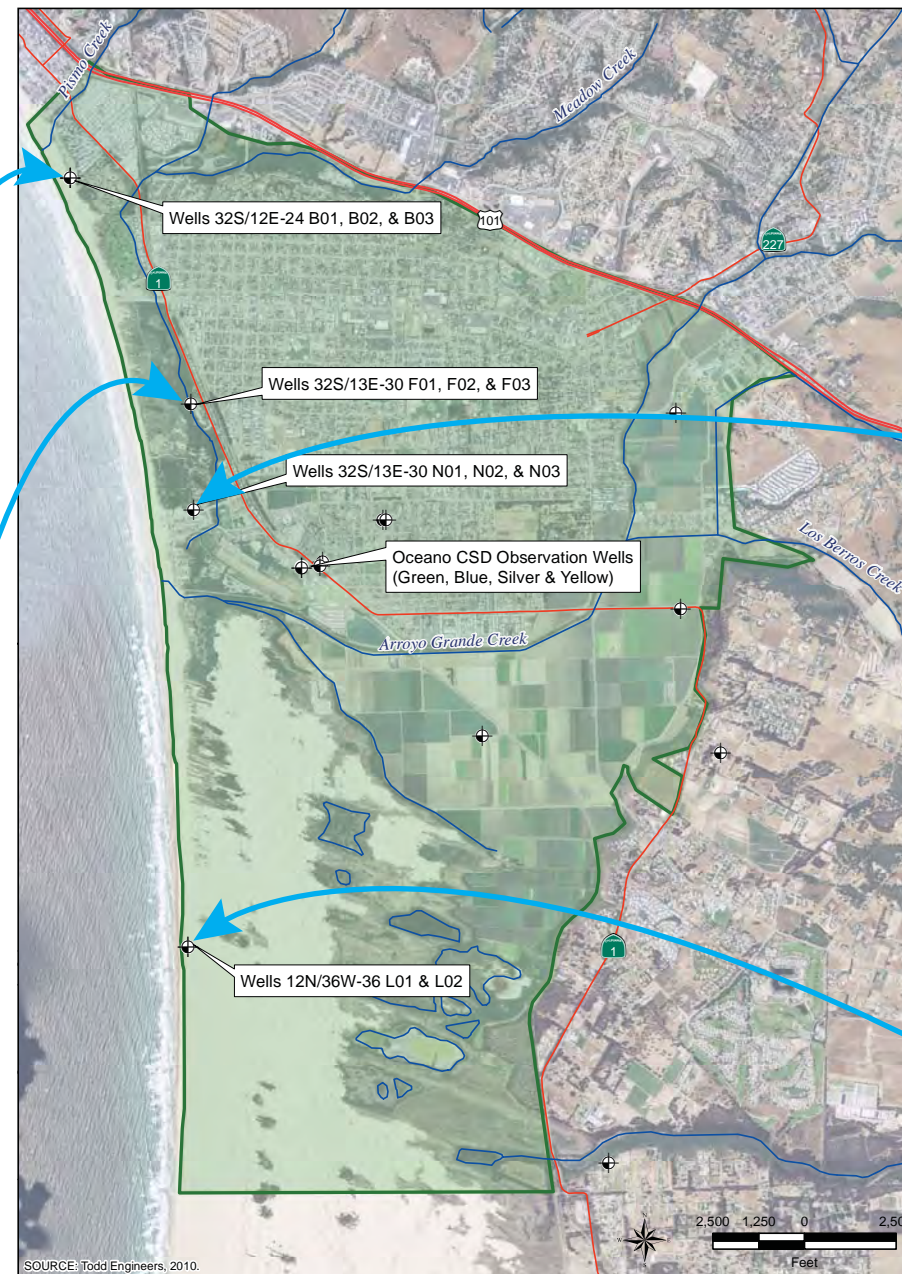 Pismo Creek
Meadow Creek
Wells 32S/12E-24 B01, B02, & B03
101
CALIFORNIA
227
CALIFORNIA
1
Wells 32S/13E-30 F01, F02, & F03
Wells 32S/13E-30 N01, N02, & N03
Oceano CSD Observation Wells
(Green, Blue, Silver & Yellow)
Los Berros Creek
Arroyo Grande Creek
CALIFORNIA
1
Wells 12N/36W-36 L01 & L02
N
W
E
S
2,500 1,250 0 2,50
Feet
SOURCE: Todd Engineers, 2010.